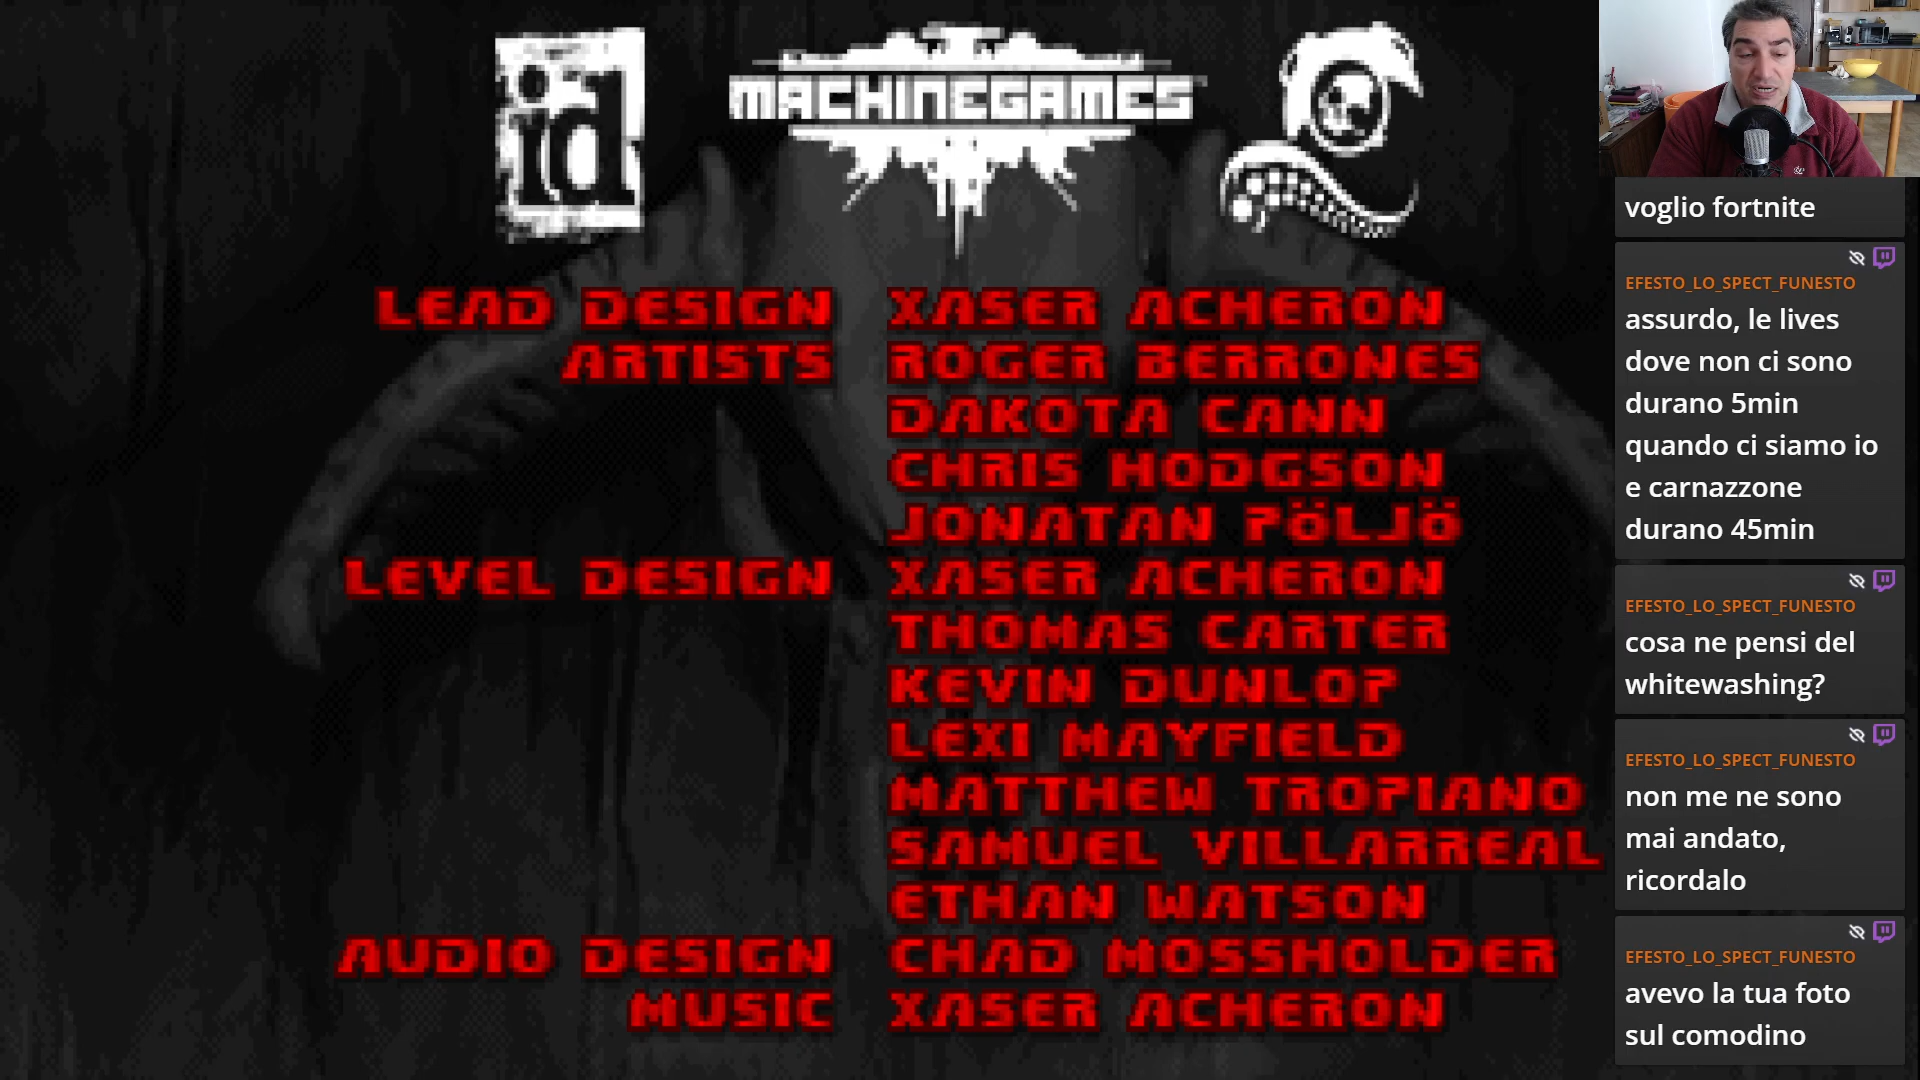 id
MACHINEGAMES
LEAD DESIGN XASER ACHERON
ARTISTS ROGER BERRONES
DAKOTA CANN
CHRIS HODGSON
JONATAN PÖLJÖ
LEVEL DESIGN XASER ACHERON
THOMAS CARTER
KEVIN DUNLOP
LEXI MAYFIELD
MATTHEW TROPIANO
SAMUEL VILLARREAL
ETHAN WATSON
AUDIO DESIGN CHAD MOSSHOLDER
MUSIC XASER ACHERON
voglio fortnite
EFESTO_LO_SPECT_FUNESTO
assurdo, le lives
dove non ci sono
durano 5min
quando ci siamo io
e carnazzone
durano 45min
EFESTO_LO_SPECT_FUNESTO
cosa ne pensi del
whitewashing?
EFESTO_LO_SPECT_FUNESTO
non me ne sono
mai andato,
ricordalo
EFESTO_LO_SPECT_FUNESTO
avevo la tua foto
sul comodino